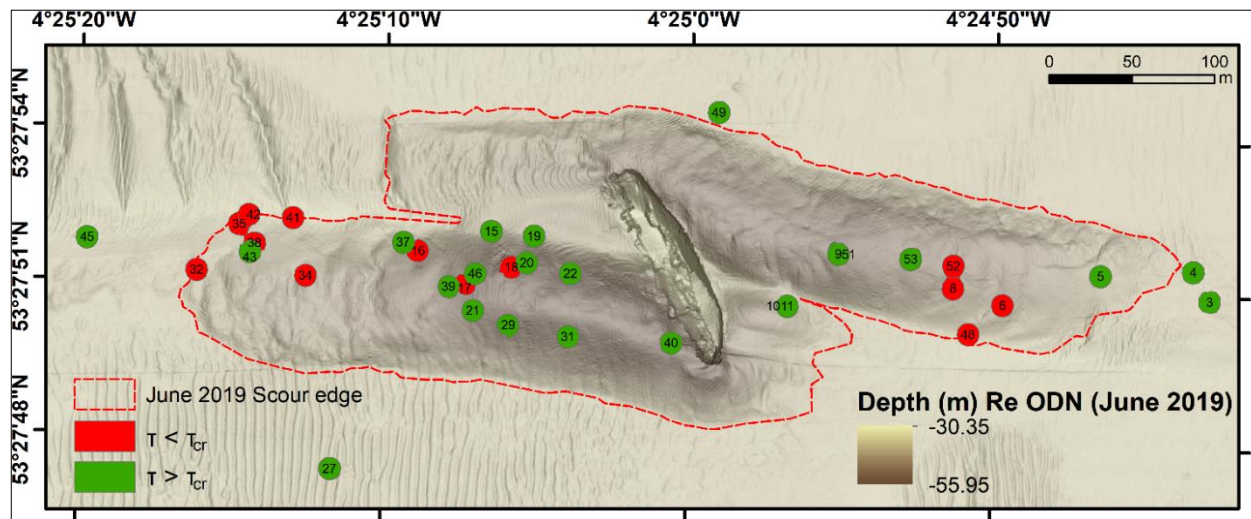 4°25'20"W 4°25'10"W 4°25'0"W 4°24'50"W
0 50 100
m
49
53°27'54"N
42
35 41
45 38 37 15 19
43 16
951 53
32 34 46 18 20 22 52 5 4
39 17 8
21 1011 6 3
29
31 40 48
53°27'51"N
June 2019 Scour edge
τ < τcr
τ > τcr
27
53°27'48"N
Depth (m) Re ODN (June 2019)
-30.35
-55.95